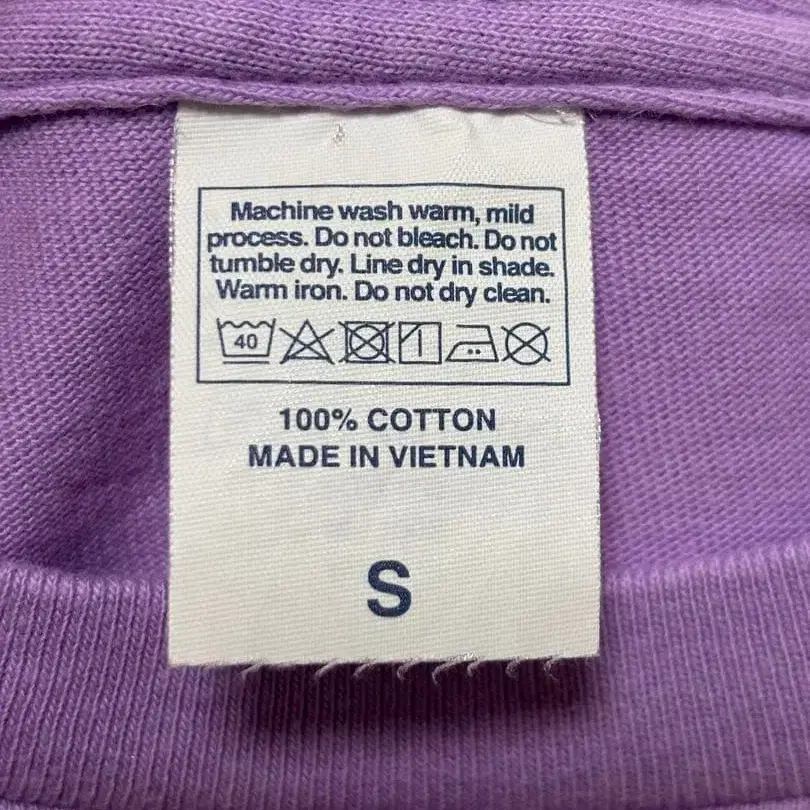 Machine wash warm, mild
process. Do not bleach. Do not
tumble dry. Line dry in shade.
Warm iron. Do not dry clean.
40
100% COTTON
MADE IN VIETNAM
S